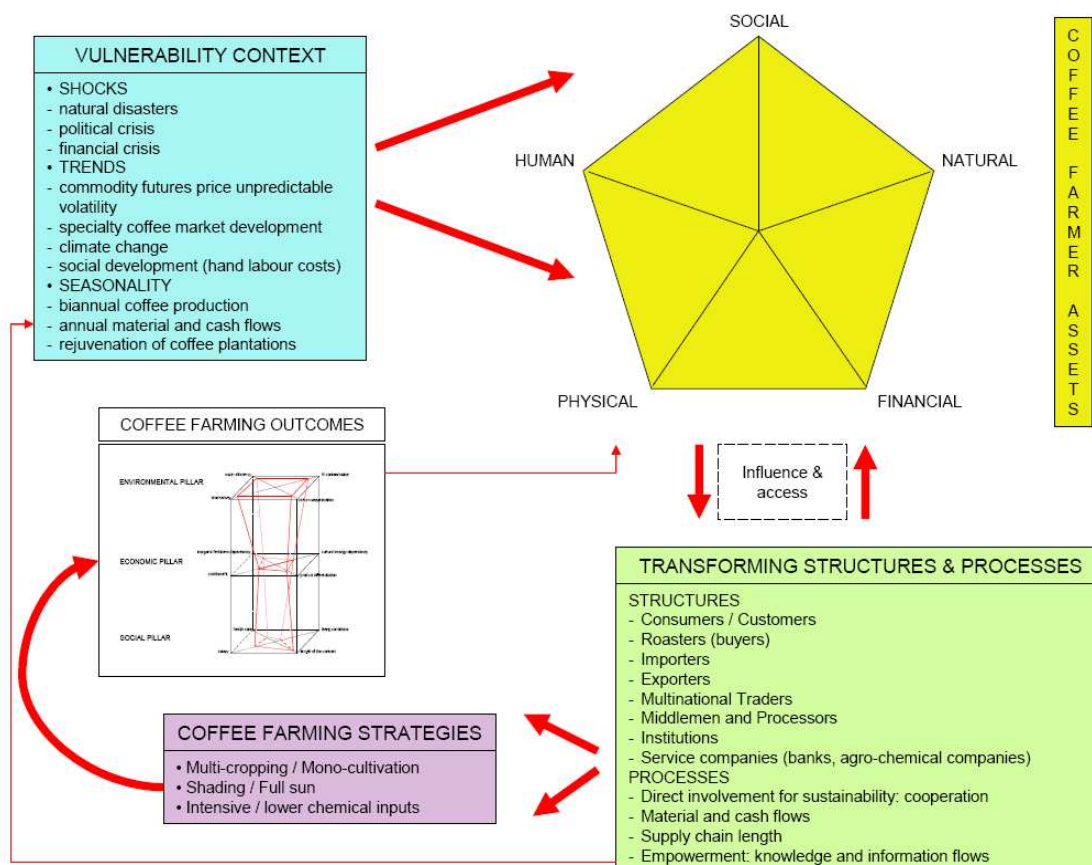 VULNERABILITY CONTEXT
• SHOCKS
- natural disasters
- political crisis
- financial crisis
• TRENDS
- commodity futures price unpredictable
volatility
- specialty coffee market development
- climate change
- social development (hand labour costs)
• SEASONALITY
- biannual coffee production
- annual material and cash flows
- rejuvenation of coffee plantations
SOCIAL
HUMAN
NATURAL
PHYSICAL
FINANCIAL
COFFEE FARMER ASSETS
Influence &
access
COFFEE FARMING OUTCOMES
ENVIRONMENTAL PILLAR
ECONOMIC PILLAR
SOCIAL PILLAR
COFFEE FARMING STRATEGIES
• Multi-cropping / Mono-cultivation
• Shading / Full sun
• Intensive / lower chemical inputs
TRANSFORMING STRUCTURES & PROCESSES
STRUCTURES
- Consumers / Customers
- Roasters (buyers)
- Importers
- Exporters
- Multinational Traders
- Middlemen and Processors
- Institutions
- Service companies (banks, agro-chemical companies)
PROCESSES
- Direct involvement for sustainability: cooperation
- Material and cash flows
- Supply chain length
- Empowerment: knowledge and information flows